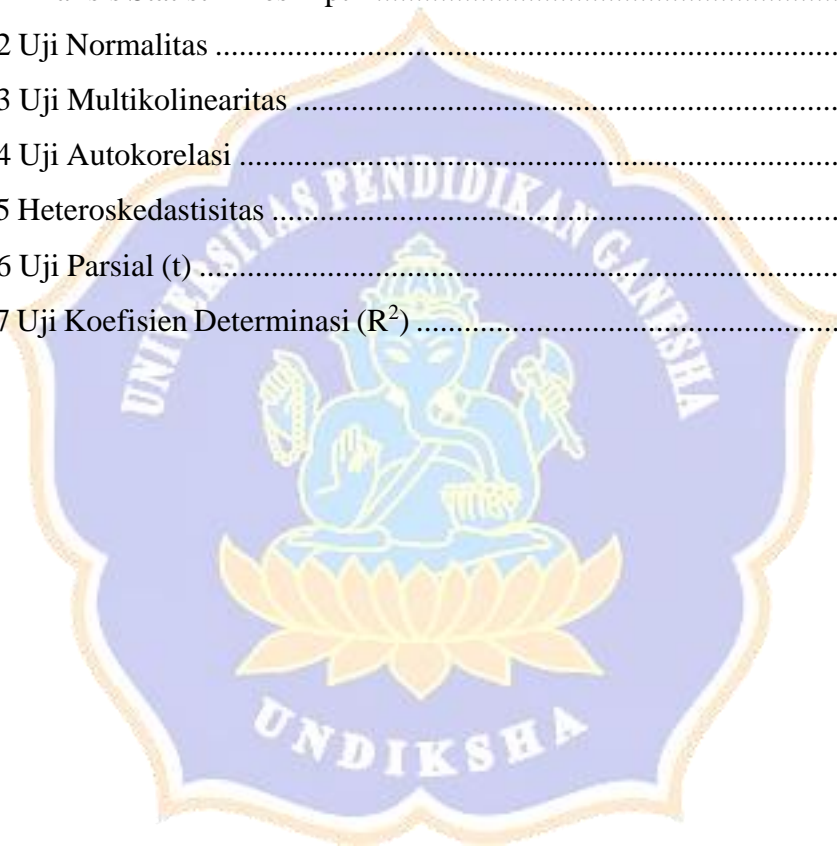 2 Uji Normalitas ...............................................................................
3 Uji Multikolinearitas ....................................................................
4 Uji Autokorelasi ............................................................................
5 Heteroskedastisitas .......................................................................
6 Uji Parsial (t) ..................................................................................
7 Uji Koefisien Determinasi (R²) .....................................................
UNIVERSITAS PENDIDIKAN GANESHA
UNDIKSHA